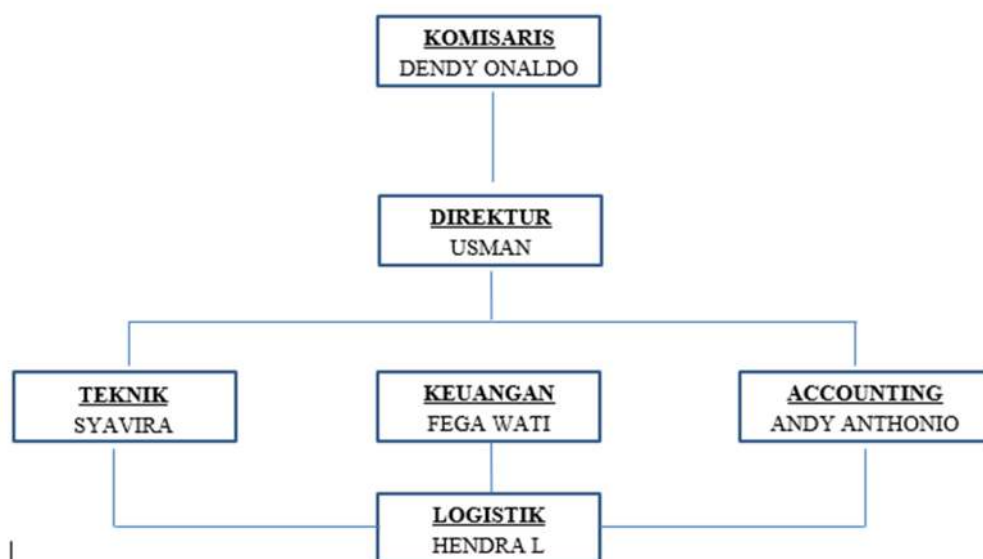 KOMISARIS
DENDY ONALDO
DIREKTUR
USMAN
TEKNIK
SYAVIRA
KEUANGAN
FEGA WATI
ACCOUNTING
ANDY ANTHONIO
LOGISTIK
HENDRA L